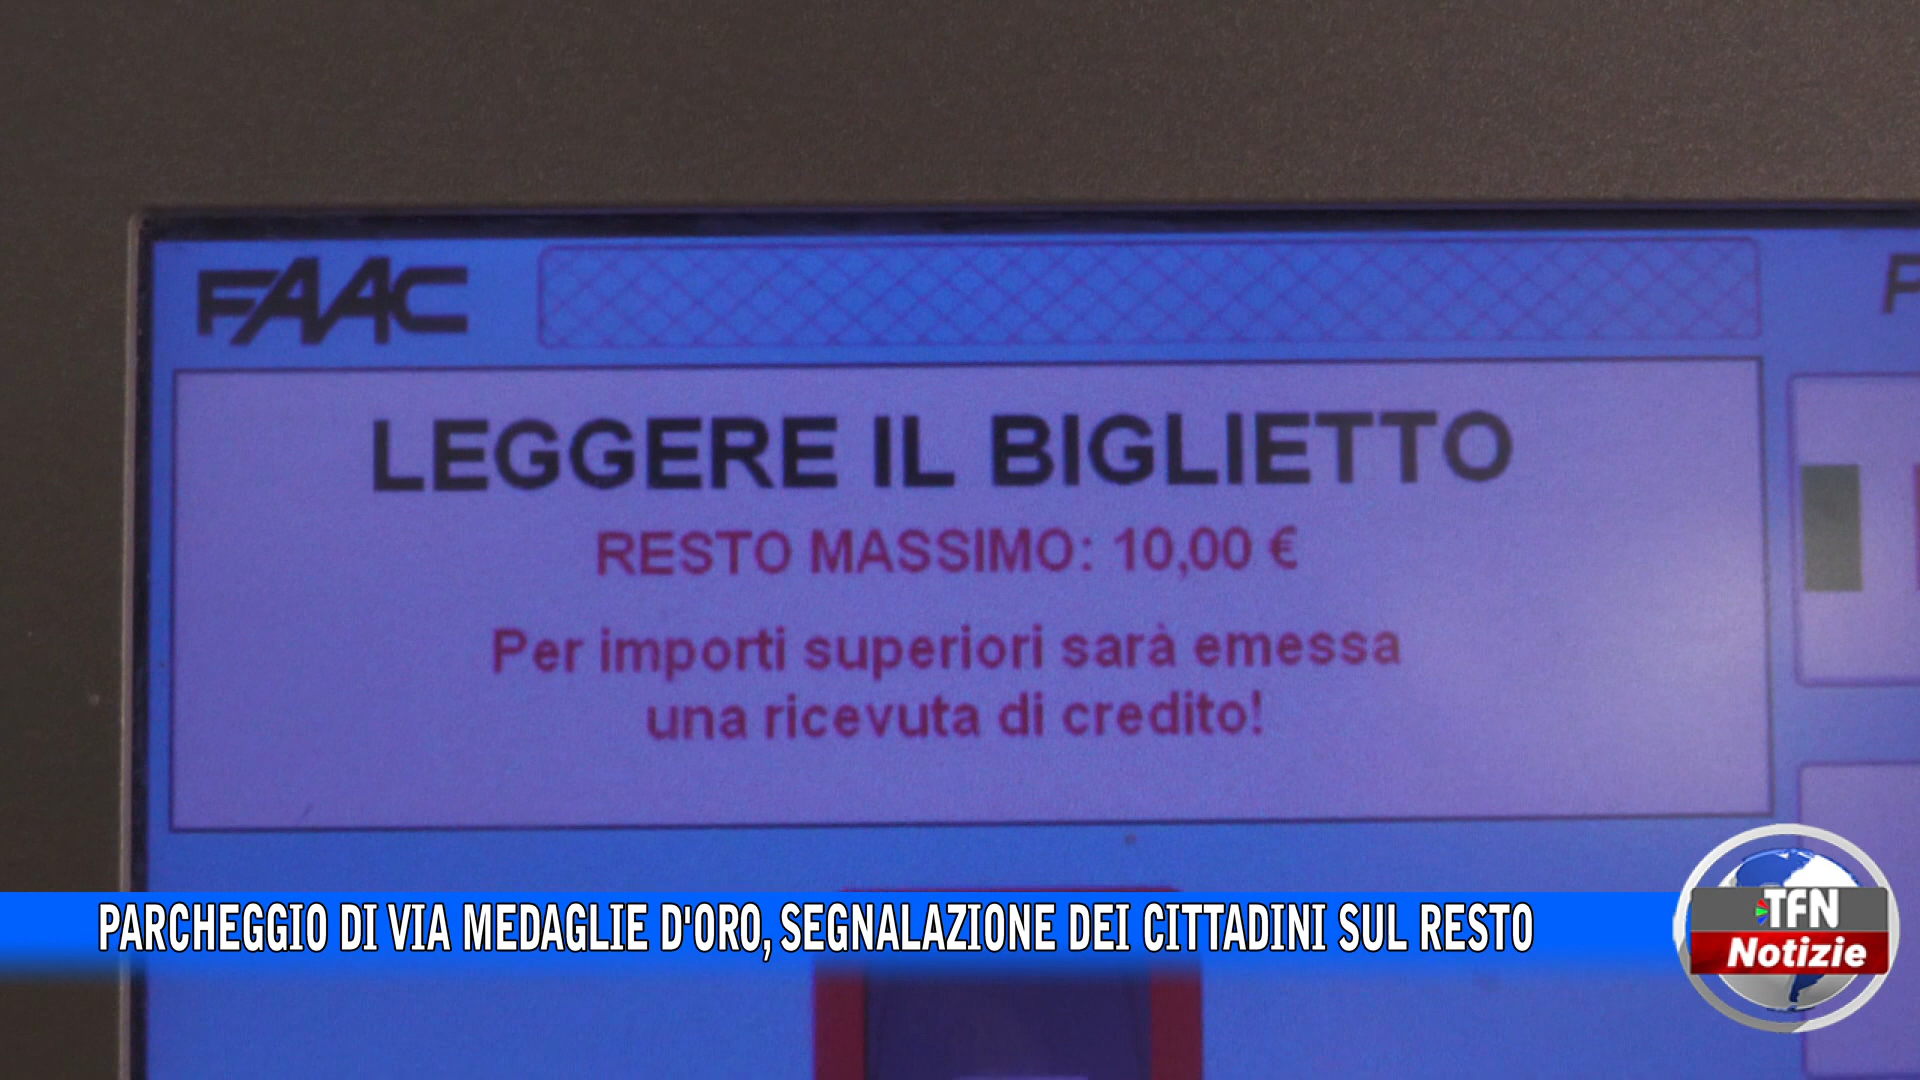 FAAC
P
LEGGERE IL BIGLIETTO
RESTO MASSIMO: 10,00 €
Per importi superiori sarà emessa
una ricevuta di credito!
PARCHEGGIO DI VIA MEDAGLIE D'ORO, SEGNALAZIONE DEI CITTADINI SUL RESTO
TFN
Notizie